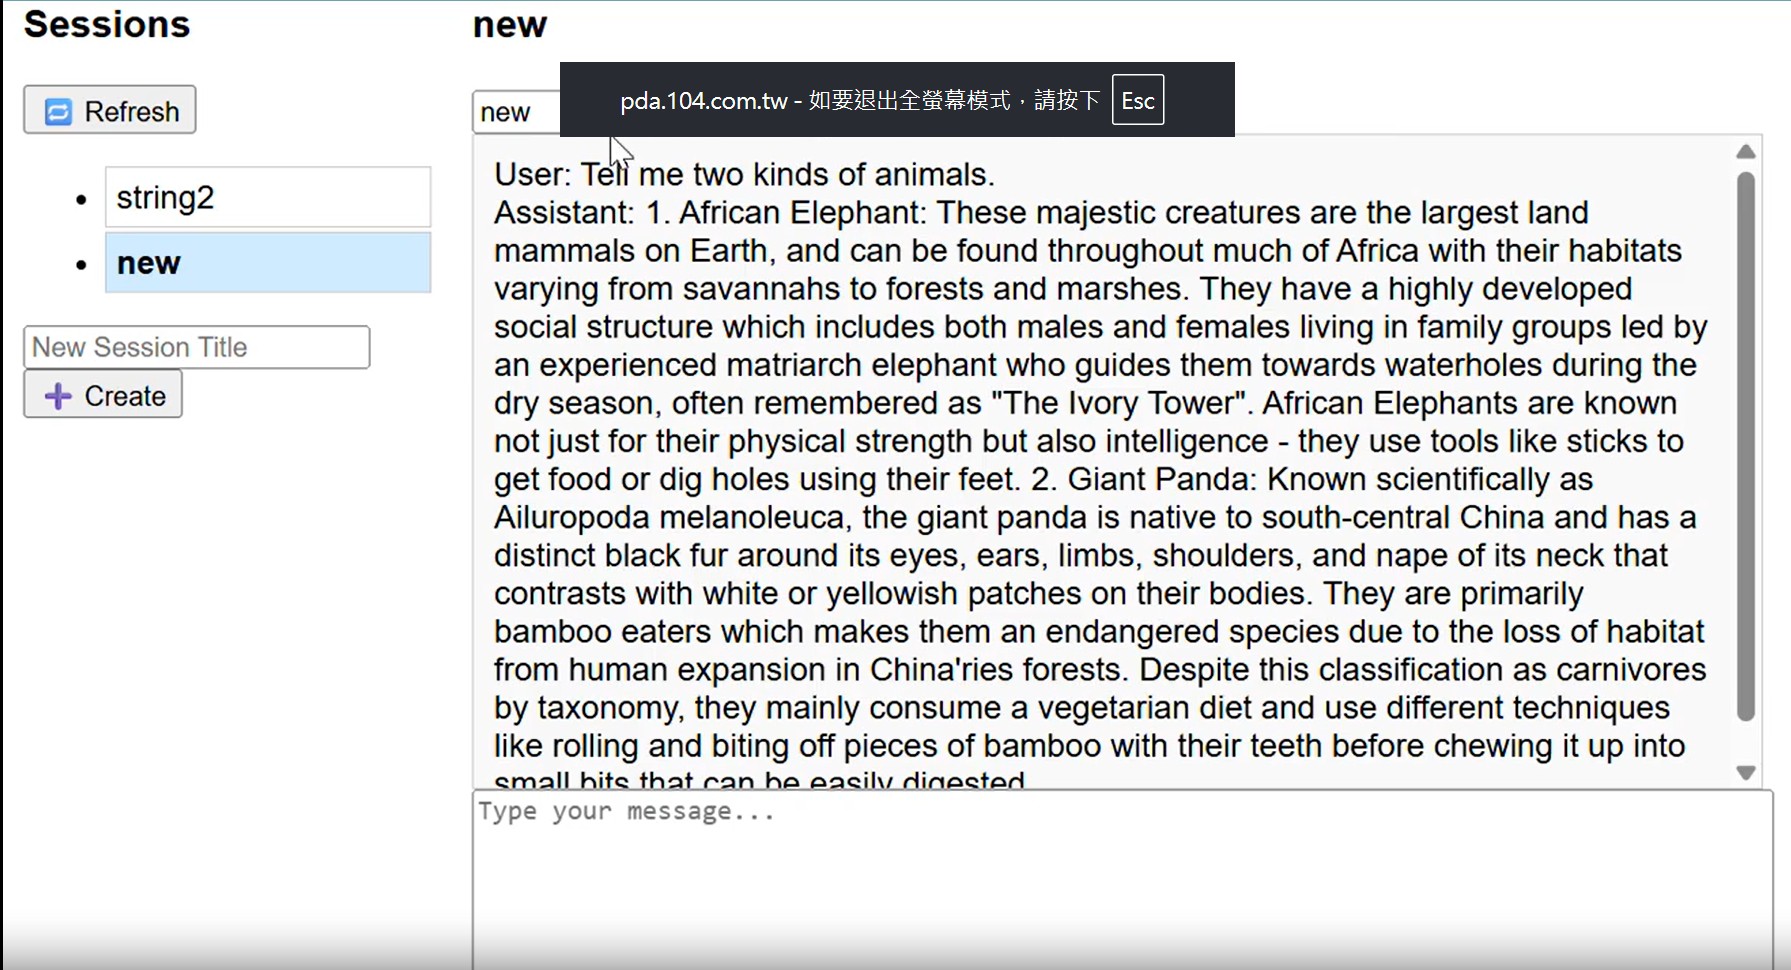 Sessions
Refresh
string2
new
New Session Title
Create
new
new
pda.104.com.tw - 如要退出全螢幕模式，請按下 Esc
User: Tell me two kinds of animals.
Assistant: 1. African Elephant: These majestic creatures are the largest land
mammals on Earth, and can be found throughout much of Africa with their habitats
varying from savannahs to forests and marshes. They have a highly developed
social structure which includes both males and females living in family groups led by
an experienced matriarch elephant who guides them towards waterholes during the
dry season, often remembered as "The Ivory Tower". African Elephants are known
not just for their physical strength but also intelligence - they use tools like sticks to
get food or dig holes using their feet. 2. Giant Panda: Known scientifically as
Ailuropoda melanoleuca, the giant panda is native to south-central China and has a
distinct black fur around its eyes, ears, limbs, shoulders, and nape of its neck that
contrasts with white or yellowish patches on their bodies. They are primarily
bamboo eaters which makes them an endangered species due to the loss of habitat
from human expansion in China'ries forests. Despite this classification as carnivores
by taxonomy, they mainly consume a vegetarian diet and use different techniques
like rolling and biting off pieces of bamboo with their teeth before chewing it up into
small bits that can be easily digested
Type your message...